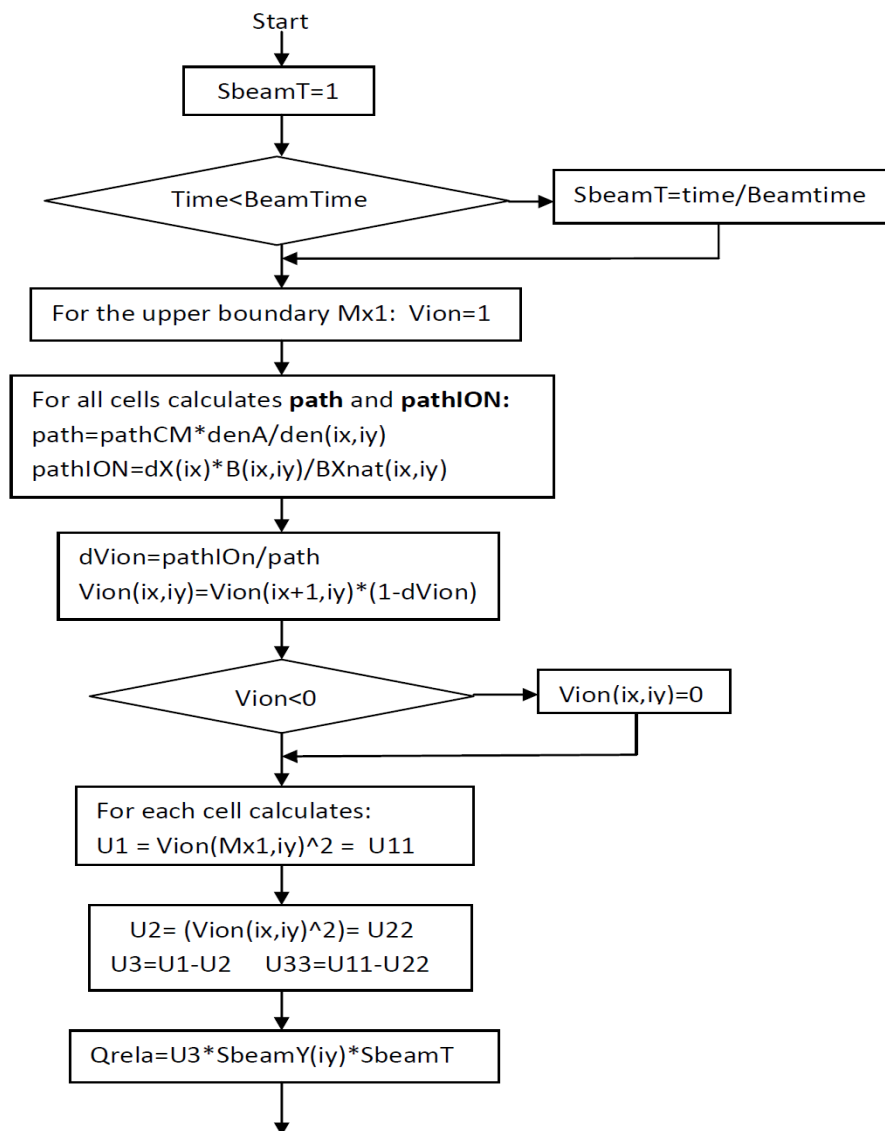 Start
SbeamT=1
Time<BeamTime
SbeamT=time/Beamtime
For the upper boundary Mx1:  Vion=1
For all cells calculates path and pathION:
path=pathCM*denA/den(ix,iy)
pathION=dX(ix)*B(ix,iy)/BXnat(ix,iy)
dVion=pathIOn/path
Vion(ix,iy)=Vion(ix+1,iy)*(1-dVion)
Vion<0
Vion(ix,iy)=0
For each cell calculates:
U1 = Vion(Mx1,iy)^2 =  U11
U2= (Vion(ix,iy)^2)= U22
U3=U1-U2     U33=U11-U22
Qrela=U3*SbeamY(iy)*SbeamT